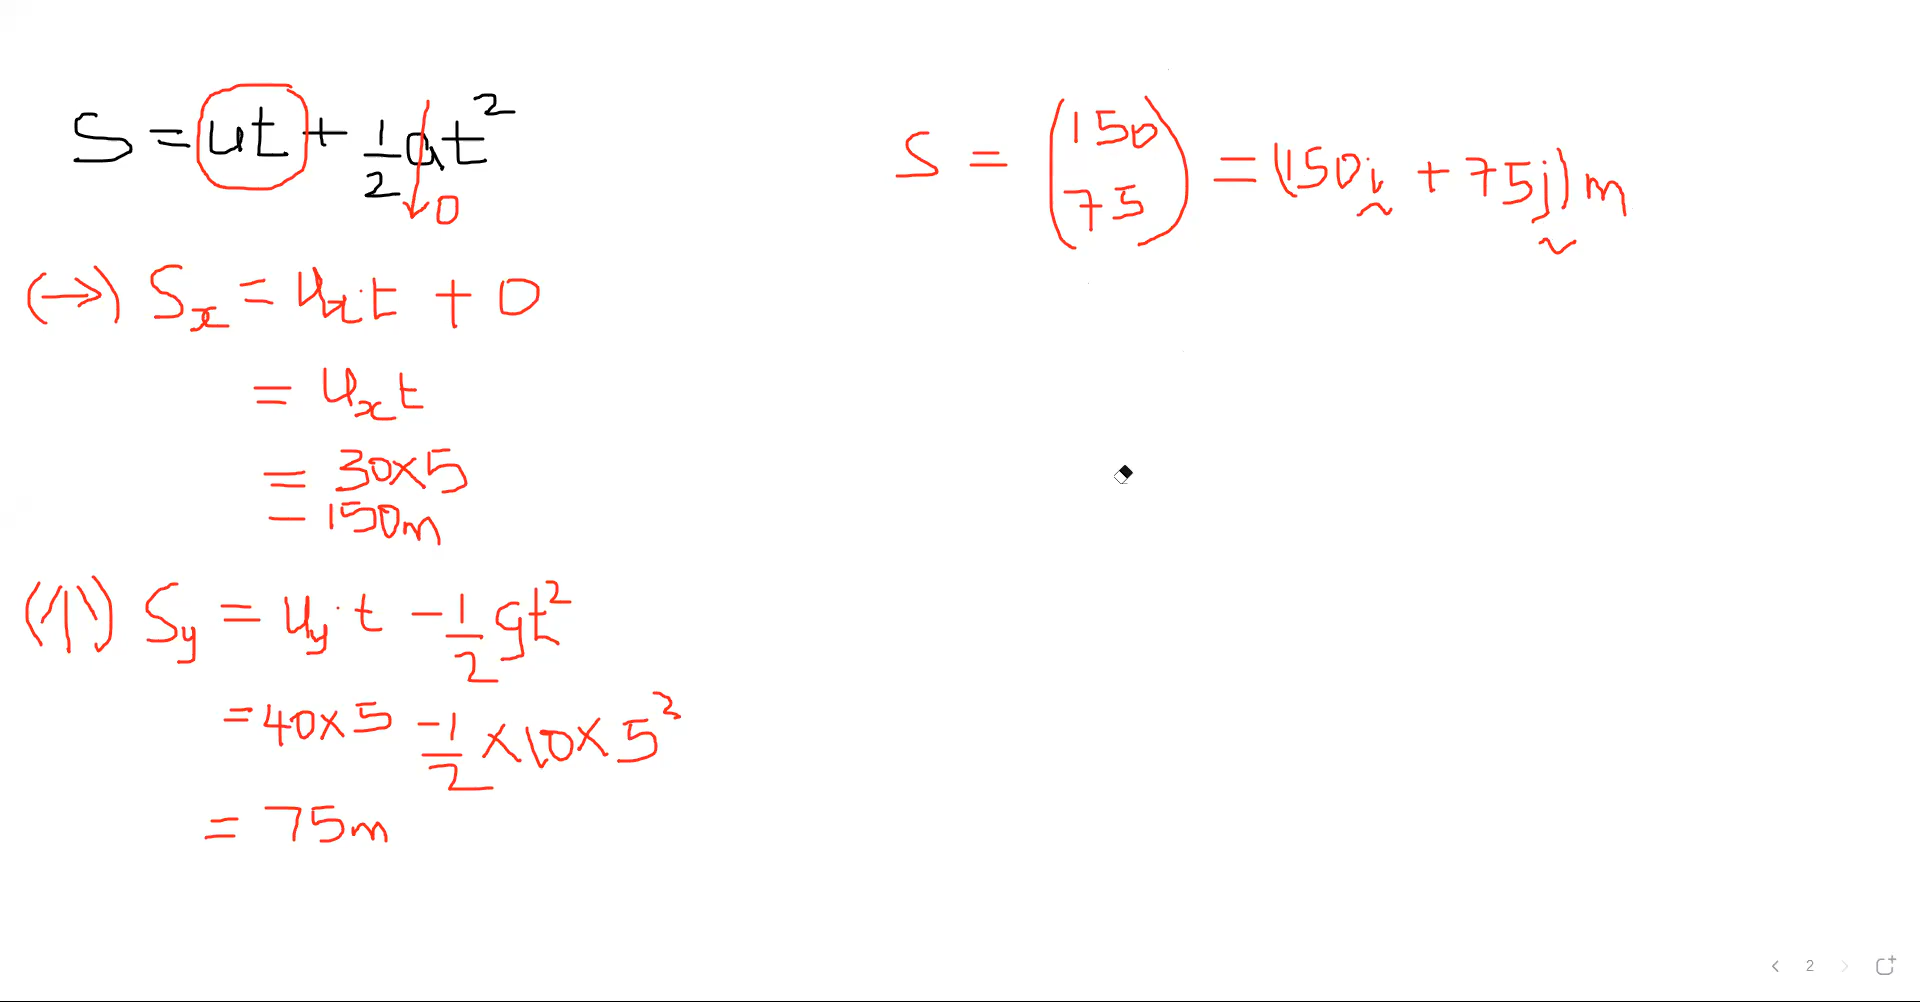 S = ut + 1/2 at²
0
(→) Sx = ux·t + 0
= ux t
= 30×5
= 150m
(↑) Sy = uy·t - 1/2 gt²
= 40×5 - 1/2 ×10×5²
= 75m
S = (150 75) = (150i + 75j) m
2